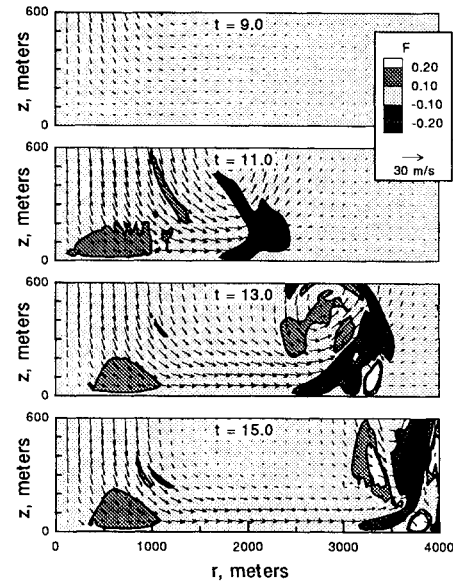 600
z, meters
0
t = 9.0
F
0.20
0.10
-0.10
-0.20
30 m/s
600
z, meters
0
t = 11.0
600
z, meters
0
t = 13.0
600
z, meters
0
t = 15.0
0 1000 2000 3000 4000
r, meters